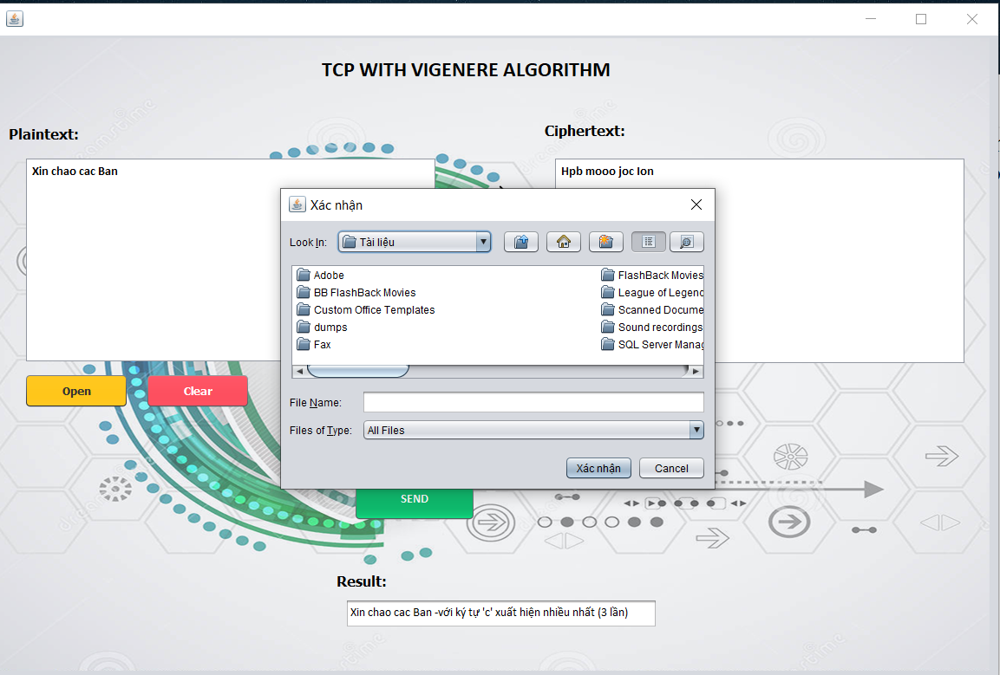 TCP WITH VIGENERE ALGORITHM
Plaintext:
Ciphertext:
Xin chao cac Ban
Hpb mooo joc Ion
Xác nhận
Look In:
Tài liệu
Adobe
BB FlashBack Movies
Custom Office Templates
dumps
Fax
FlashBack Movies
League of Legenc
Scanned Docume
Sound recordings
SQL Server Manag
File Name:
Files of Type:
All Files
Xác nhận
Cancel
Open
Clear
SEND
Result:
Xin chao cac Ban -với ký tự 'c' xuất hiện nhiều nhất (3 lần)